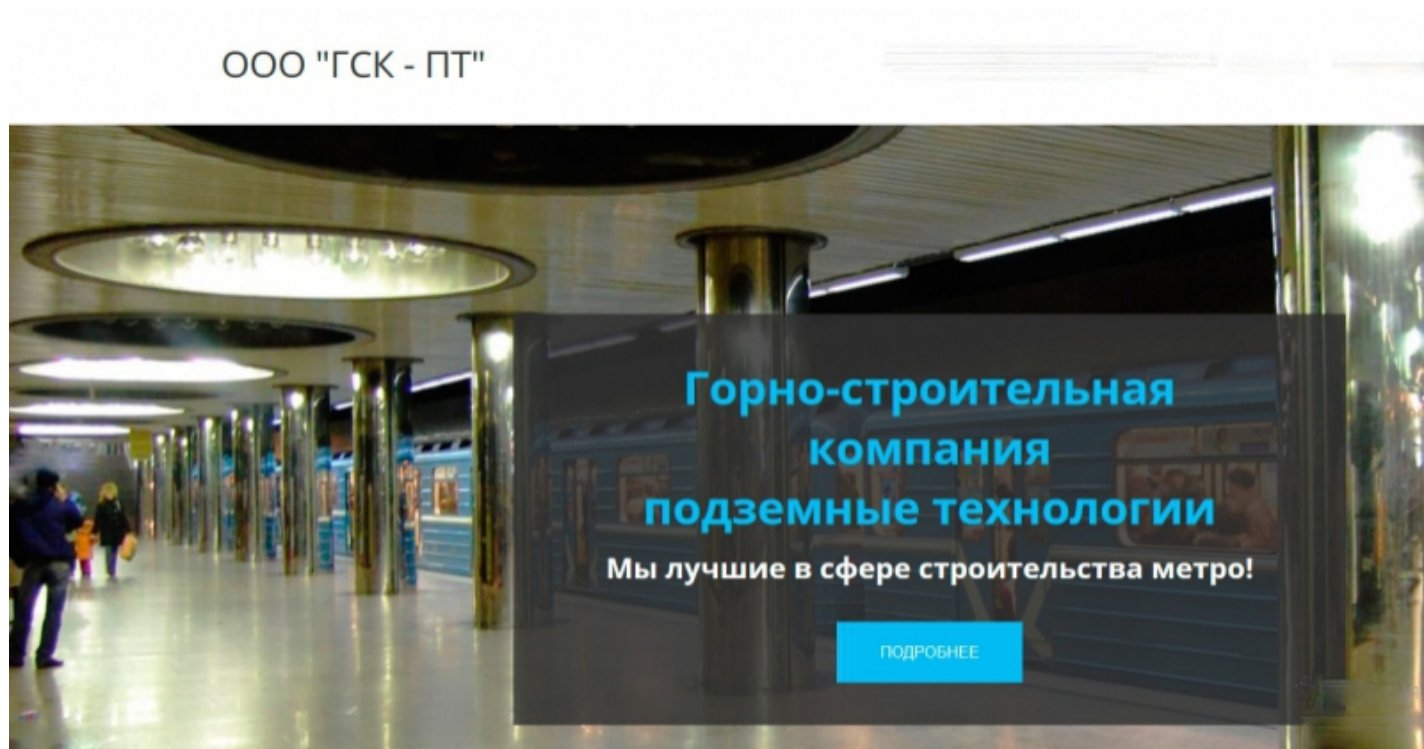 ООО "ГСК - ПТ"
Горно-строительная
компания
подземные технологии
Мы лучшие в сфере строительства метро!
ПОДРОБНЕЕ